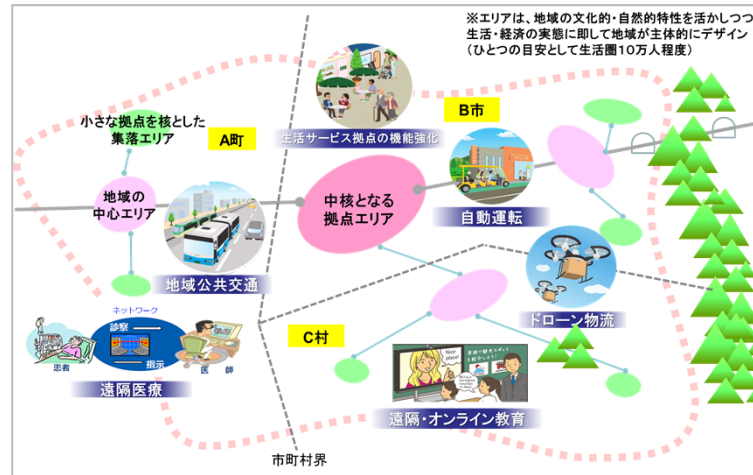 ※エリアは、地域の文化的・自然的特性を活かしつつ
生活・経済の実態に即して地域が主体的にデザイン
(ひとつの目安として生活圏10万人程度)
小さな拠点を核とした
集落エリア
A町
B市
生活サービス拠点の機能強化
地域の
中心エリア
中核となる
拠点エリア
自動運転
地域公共交通
ドローン物流
ネットワーク
診察
指示
患者
医師
遠隔医療
C村
Nice
place!
遠隔・オンライン教育
市町村界